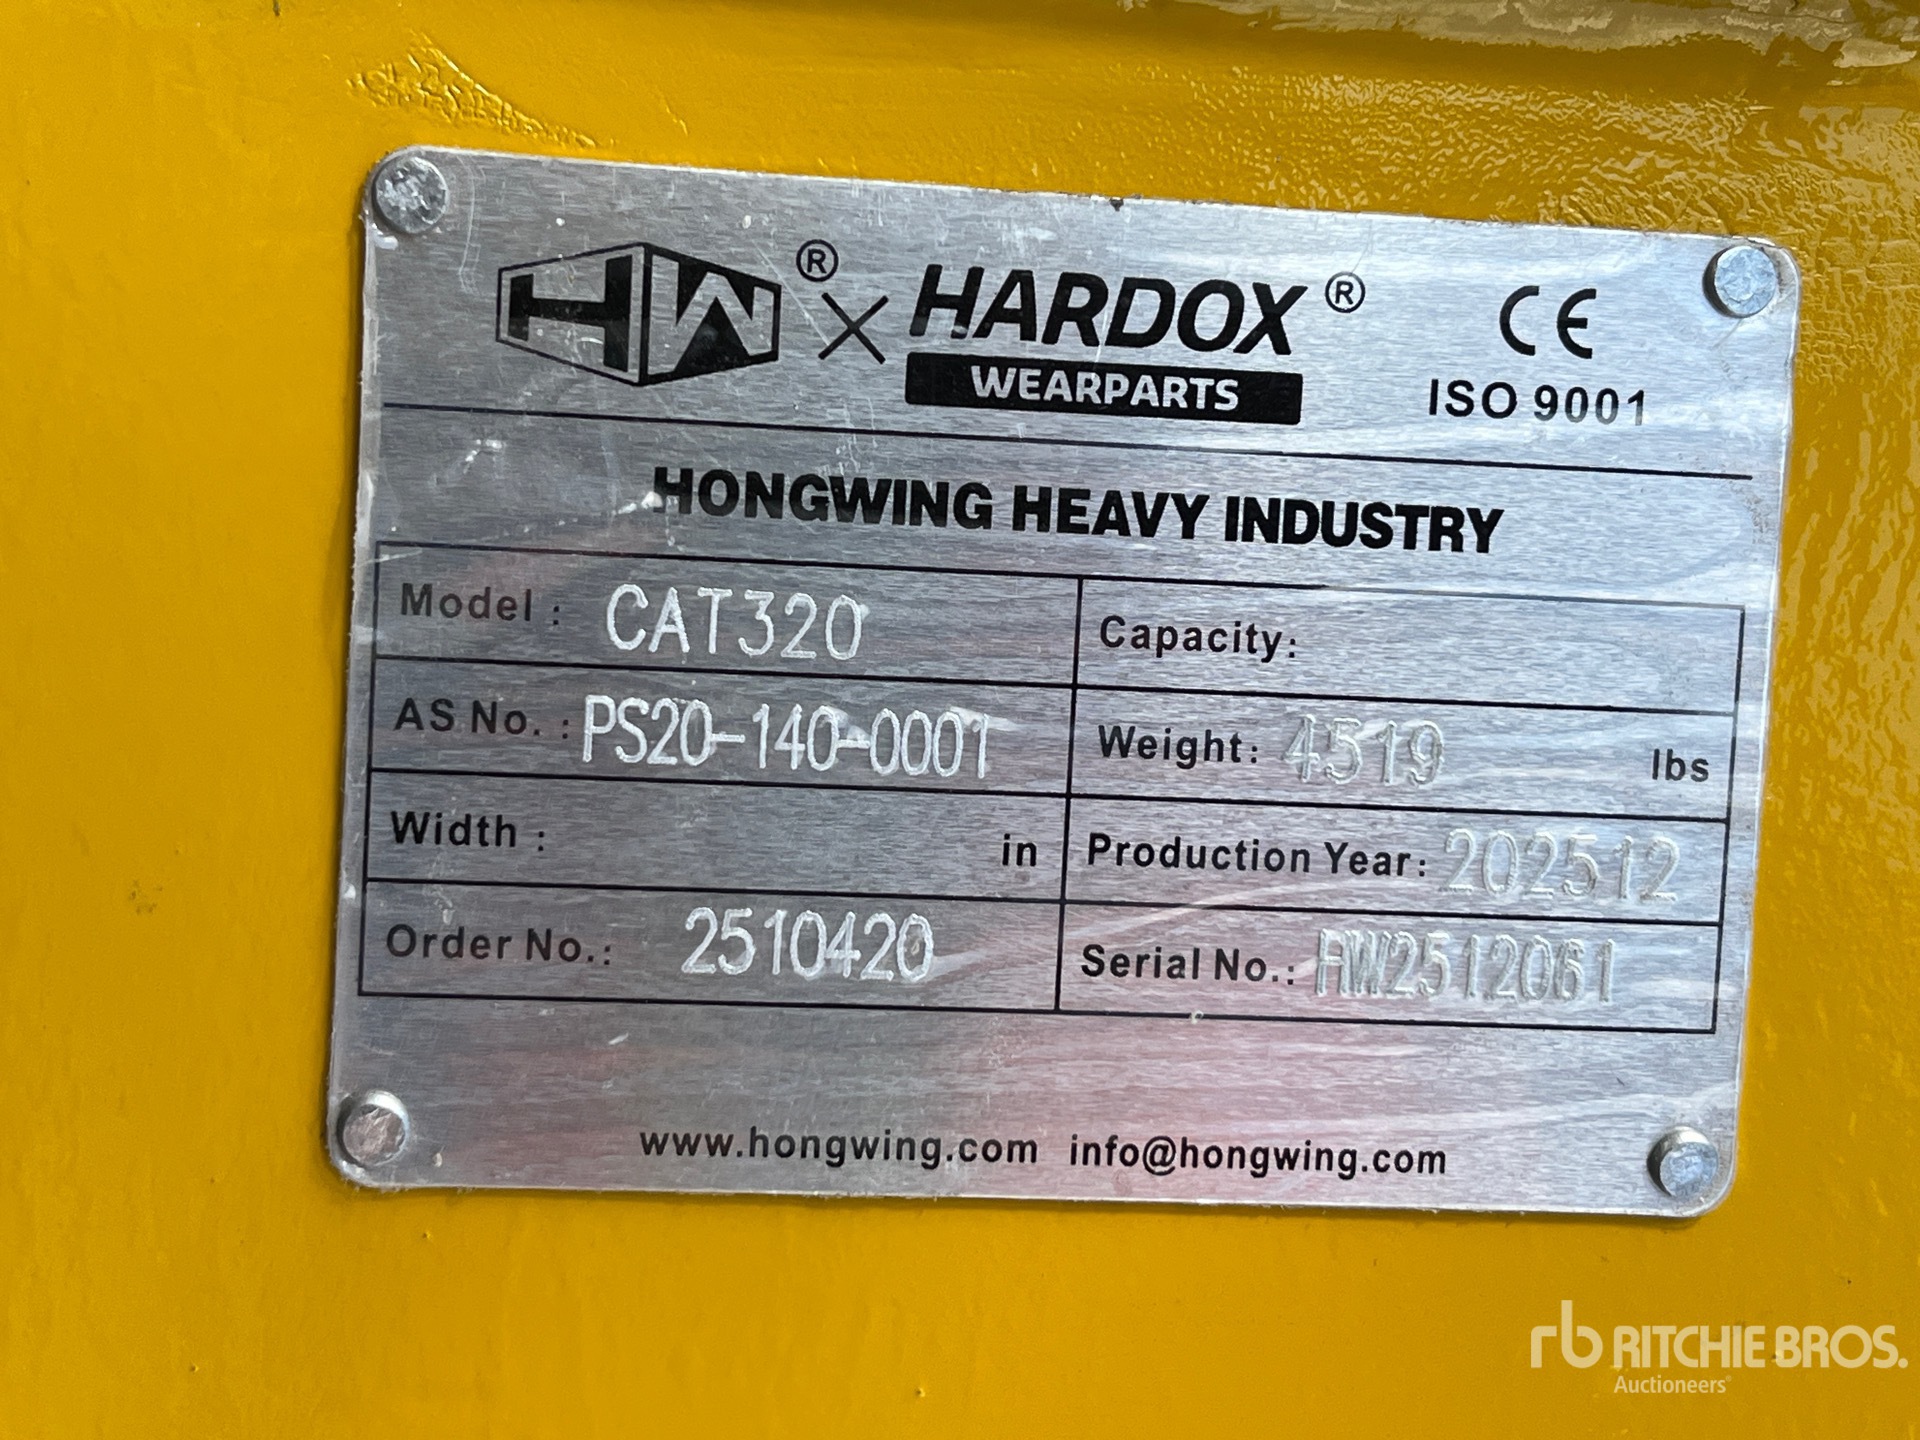 HW® × HARDOX® CE
WEARPARTS
ISO 9001
HONGWING HEAVY INDUSTRY
Model : CAT320 Capacity:
AS No. : PS20-140-0001 Weight: 4519 lbs
Width : in Production Year: 202512
Order No.: 2510420 Serial No.: HW2512061
www.hongwing.com info@hongwing.com
rb RITCHIE BROS.
Auctioneers